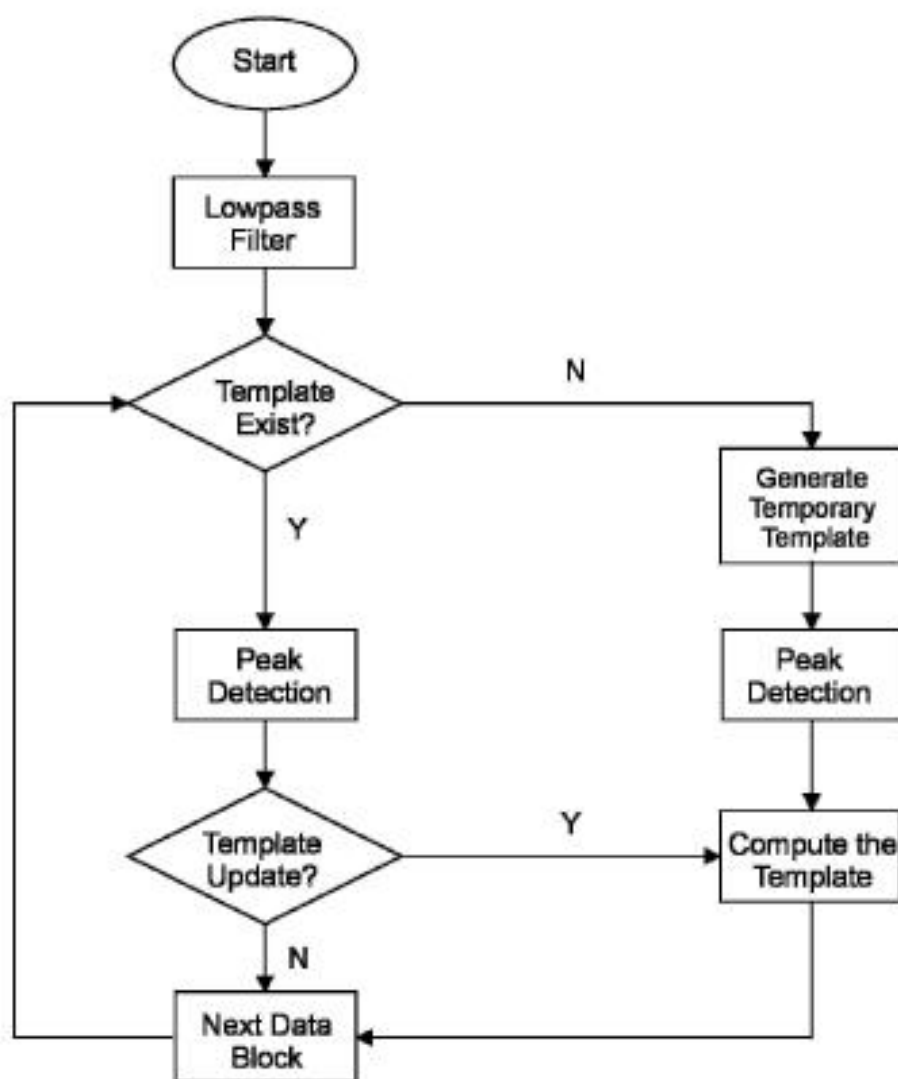 Start
Lowpass
Filter
Template
Exist?
N
Y
Generate
Temporary
Template
Peak
Detection
Peak
Detection
Template
Update?
Y
Compute the
Template
N
Next Data
Block